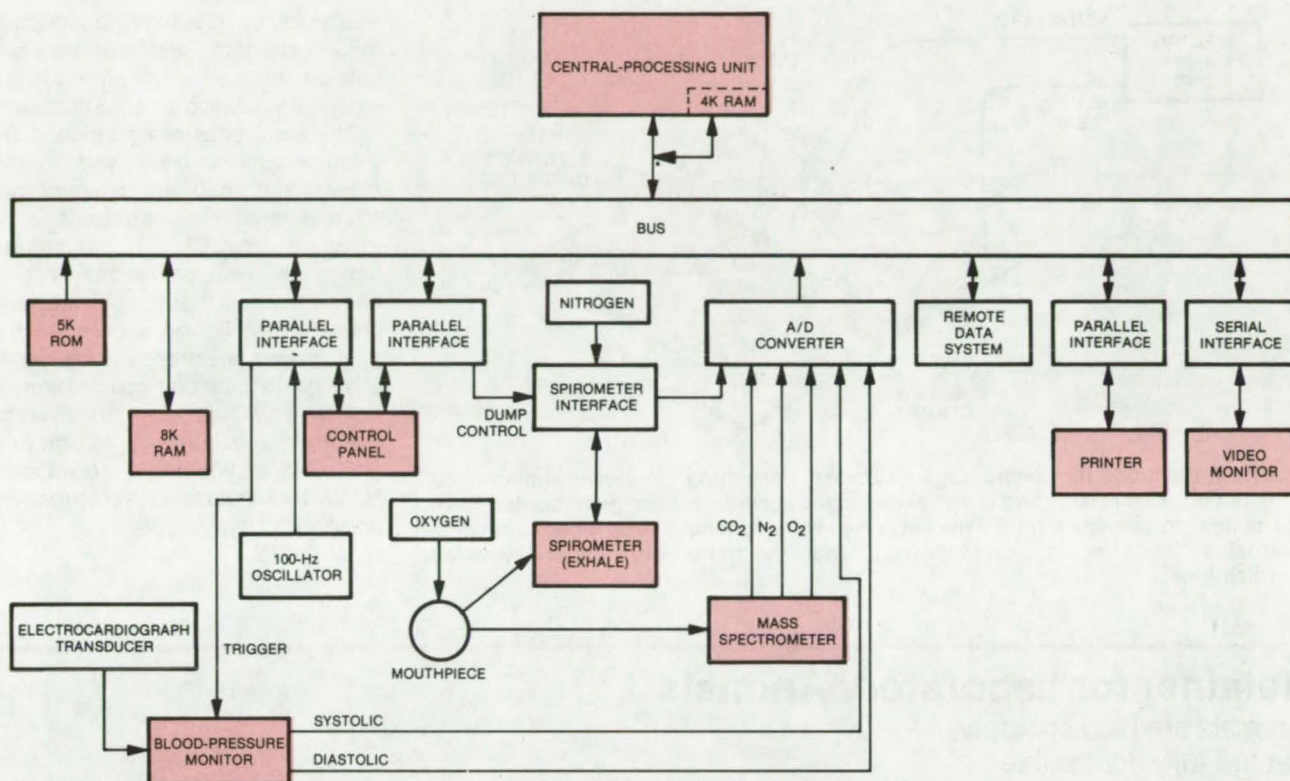 CENTRAL-PROCESSING UNIT
4K RAM
BUS
5K
ROM
8K
RAM
PARALLEL
INTERFACE
PARALLEL
INTERFACE
CONTROL
PANEL
100-Hz
OSCILLATOR
DUMP
CONTROL
NITROGEN
SPIROMETER
INTERFACE
OXYGEN
SPIROMETER
(EXHALE)
MOUTHPIECE
A/D
CONVERTER
CO₂ N₂ O₂
MASS
SPECTROMETER
REMOTE
DATA
SYSTEM
PARALLEL
INTERFACE
SERIAL
INTERFACE
PRINTER
VIDEO
MONITOR
ELECTROCARDIOGRAPH
TRANSDUCER
TRIGGER
BLOOD-PRESSURE
MONITOR
SYSTOLIC
DIASTOLIC